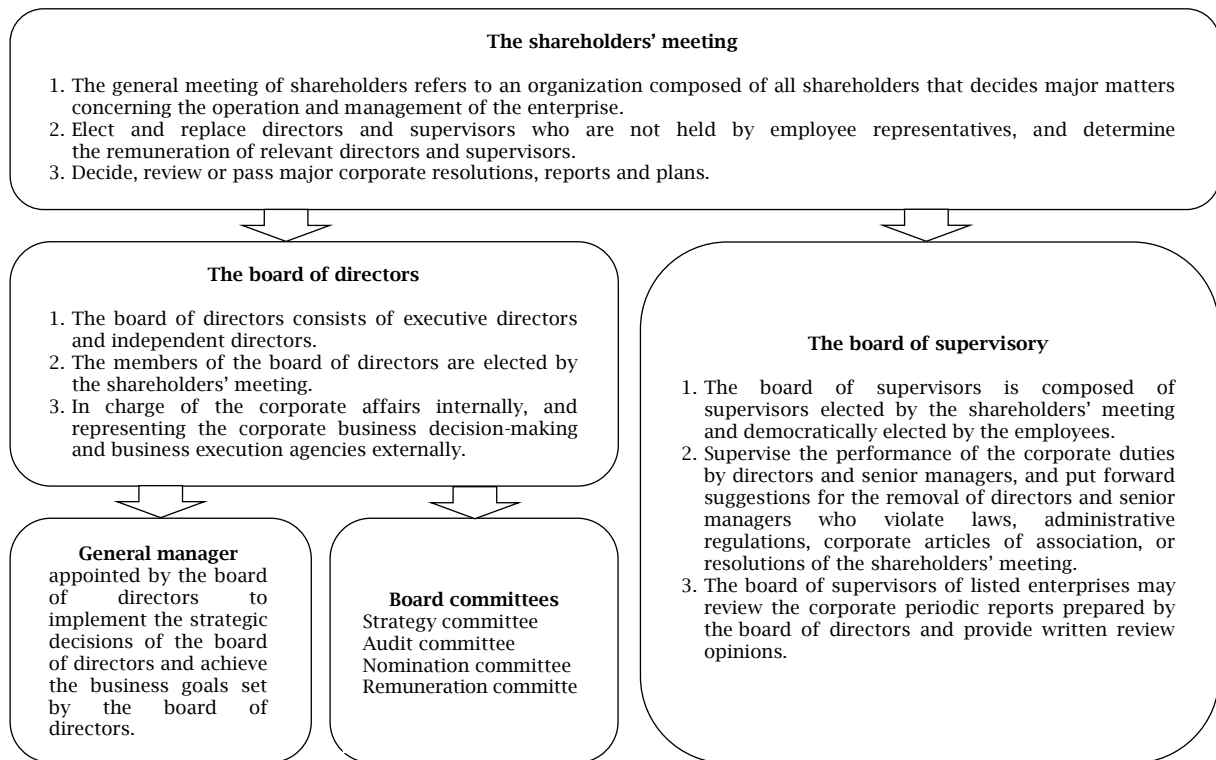 The shareholders’ meeting
1. The general meeting of shareholders refers to an organization composed of all shareholders that decides major matters
concerning the operation and management of the enterprise.
2. Elect and replace directors and supervisors who are not held by employee representatives, and determine
the remuneration of relevant directors and supervisors.
3. Decide, review or pass major corporate resolutions, reports and plans.
The board of directors
1. The board of directors consists of executive directors
and independent directors.
2. The members of the board of directors are elected by
the shareholders’ meeting.
3. In charge of the corporate affairs internally, and
representing the corporate business decision-making
and business execution agencies externally.
The board of supervisory
1. The board of supervisors is composed of
supervisors elected by the shareholders’ meeting
and democratically elected by the employees.
2. Supervise the performance of the corporate duties
by directors and senior managers, and put forward
suggestions for the removal of directors and senior
managers who violate laws, administrative
regulations, corporate articles of association, or
resolutions of the shareholders’ meeting.
3. The board of supervisors of listed enterprises may
review the corporate periodic reports prepared by
the board of directors and provide written review
opinions.
General manager
appointed by the board
of directors to
implement the strategic
decisions of the board
of directors and achieve
the business goals set
by the board of
directors.
Board committees
Strategy committee
Audit committee
Nomination committee
Remuneration committe